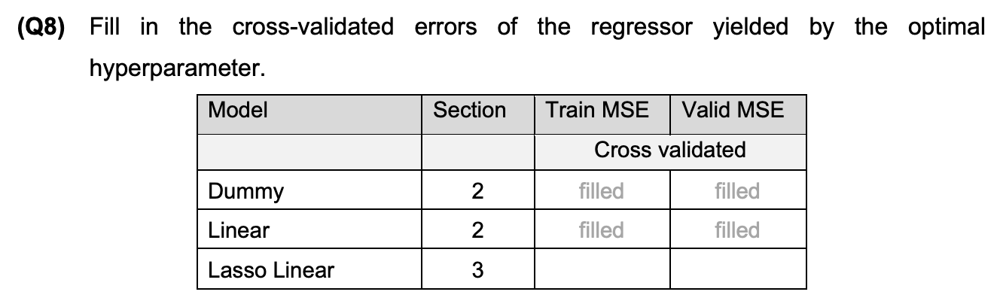 (Q8) Fill in the cross-validated errors of the regressor yielded by the optimal
hyperparameter.
Model Section Train MSE Valid MSE
Cross validated
Dummy 2 filled filled
Linear 2 filled filled
Lasso Linear 3